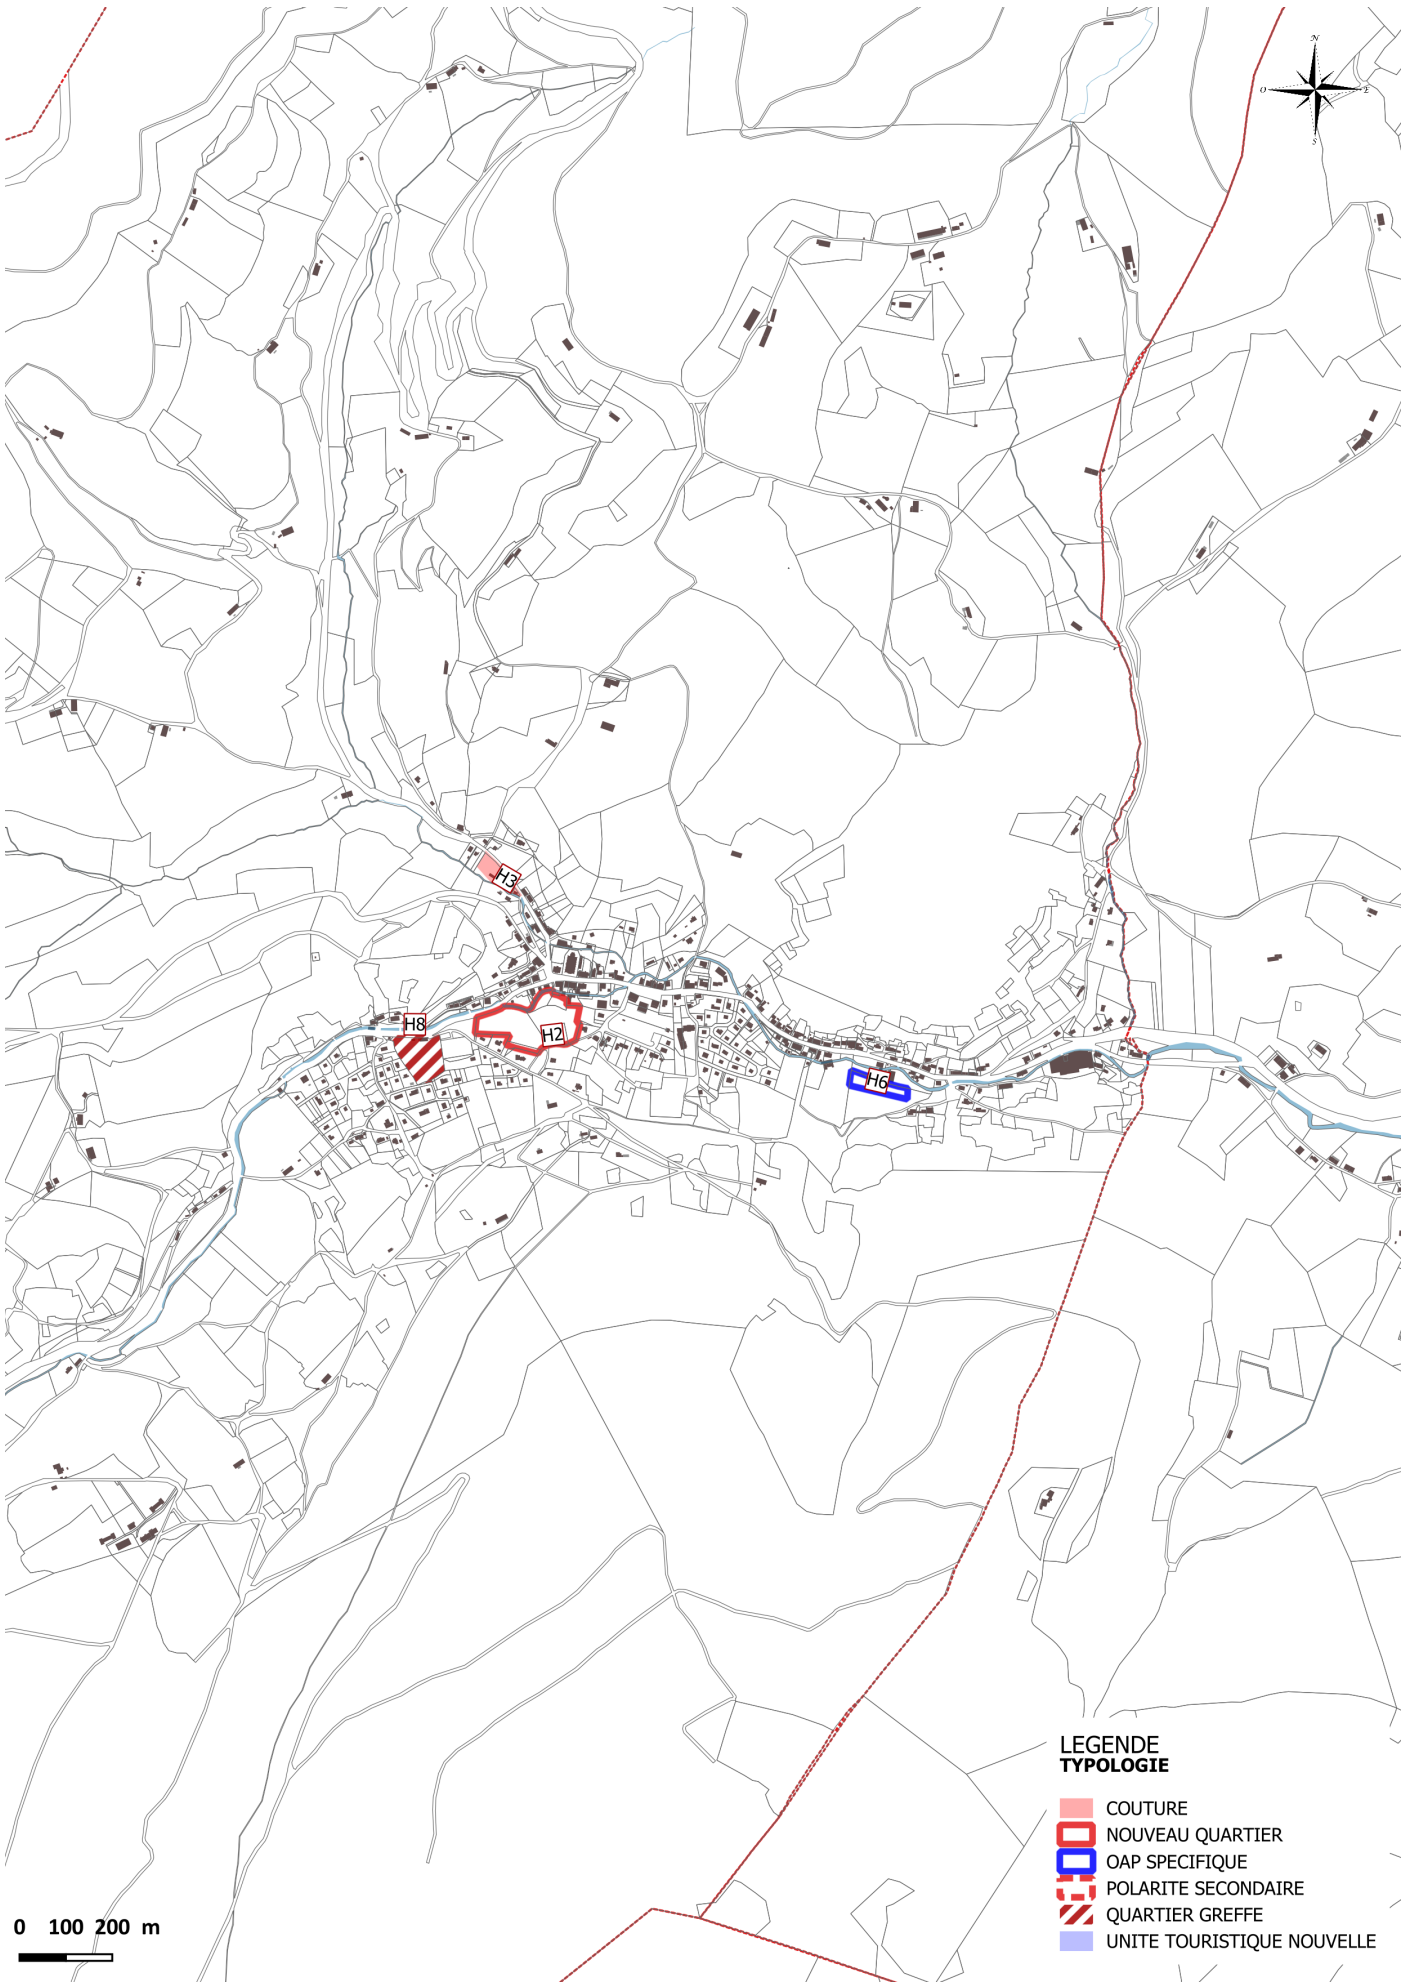 N
O
E
S
H3
H8
H2
H6
LEGENDE
TYPOLOGIE
COUTURE
NOUVEAU QUARTIER
OAP SPECIFIQUE
POLARITE SECONDAIRE
QUARTIER GREFFE
UNITE TOURISTIQUE NOUVELLE
0 100 200 m